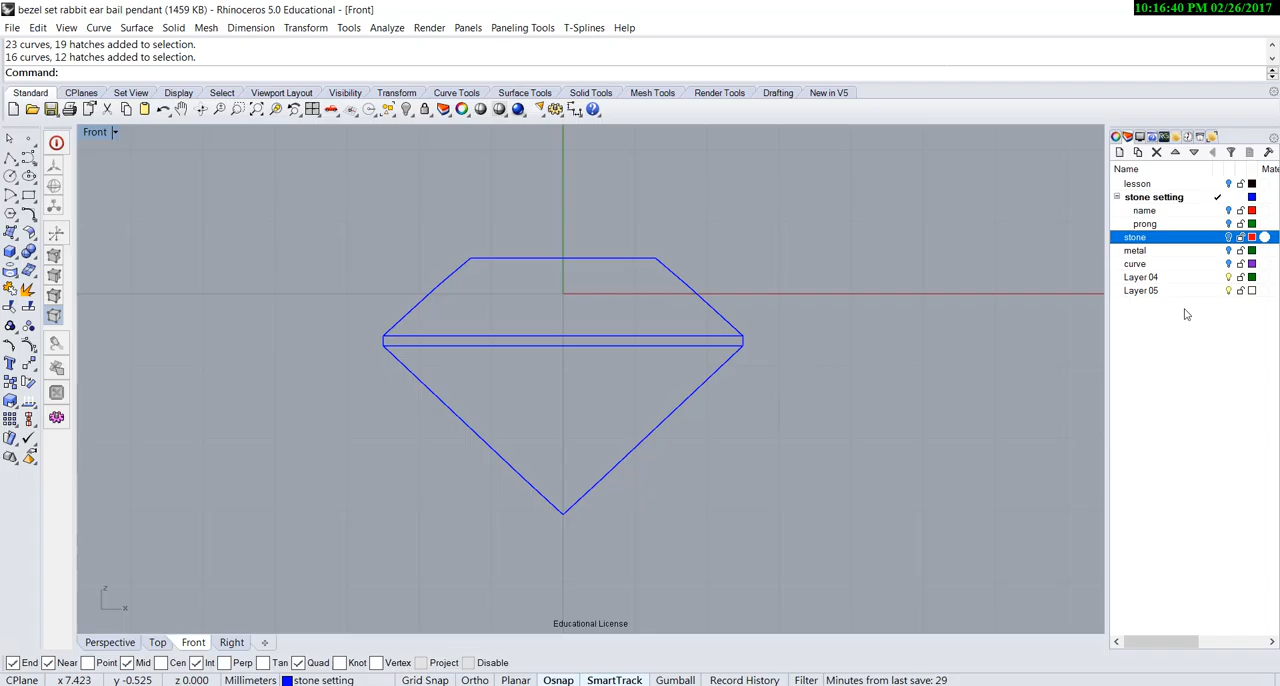 bezel set rabbit ear bail pendant (1459 KB) - Rhinoceros 5.0 Educational - [Front]
10:16:40 PM 02/26/2017
File Edit View Curve Surface Solid Mesh Dimension Transform Tools Analyze Render Panels Paneling Tools T-Splines Help
23 curves, 19 hatches added to selection.
16 curves, 12 hatches added to selection.
Command:
Standard CPlanes Set View Display Select Viewport Layout Visibility Transform Curve Tools Surface Tools Solid Tools Mesh Tools Render Tools Drafting New in V5
Front
Name Mate
lesson
stone setting
name
prong
stone
metal
curve
Layer 04
Layer 05
z
x
Educational License
Perspective Top Front Right
End Near Point Mid Cen Int Perp Tan Quad Knot Vertex Project Disable
CPlane x 7.423 y -0.525 z 0.000 Millimeters stone setting Grid Snap Ortho Planar Osnap SmartTrack Gumball Record History Filter Minutes from last save: 29